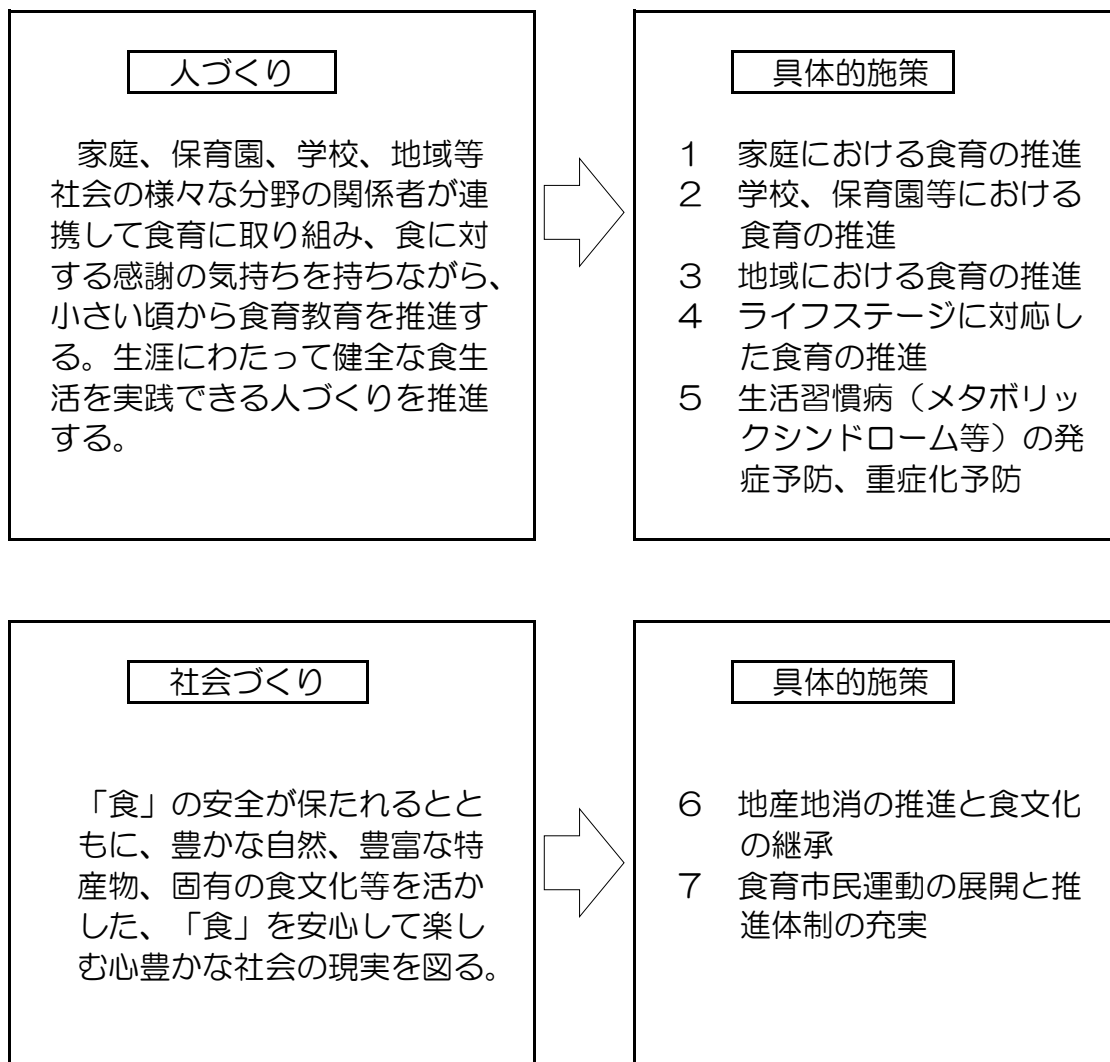 人づくり
家庭、保育園、学校、地域等
社会の様々な分野の関係者が連
携して食育に取り組み、食に対
する感謝の気持ちを持ちながら、
小さい頃から食育教育を推進す
る。生涯にわたって健全な食生
活を実践できる人づくりを推進
する。
具体的施策
1 家庭における食育の推進
2 学校、保育園等における
食育の推進
3 地域における食育の推進
4 ライフステージに対応し
た食育の推進
5 生活習慣病（メタボリッ
クシンドローム等）の発
症予防、重症化予防
社会づくり
「食」の安全が保たれるとと
もに、豊かな自然、豊富な特
産物、固有の食文化等を活か
した、「食」を安心して楽し
む心豊かな社会の現実を図る。
具体的施策
6 地産地消の推進と食文化
の継承
7 食育市民運動の展開と推
進体制の充実